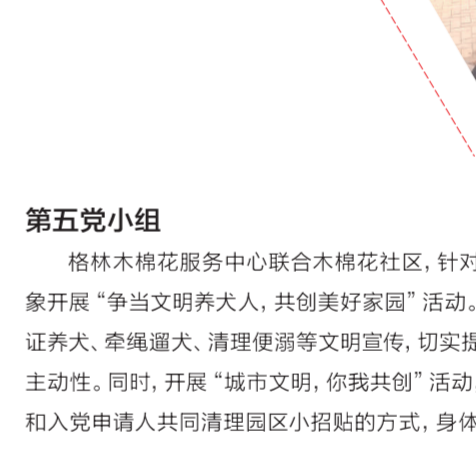 第五党小组
格林木棉花服务中心联合木棉花社区，针对
象开展“争当文明养犬人，共创美好家园”活动。
证养犬、牵绳遛犬、清理便溺等文明宣传，切实提
主动性。同时，开展“城市文明，你我共创”活动
和入党申请人共同清理园区小招贴的方式，身体